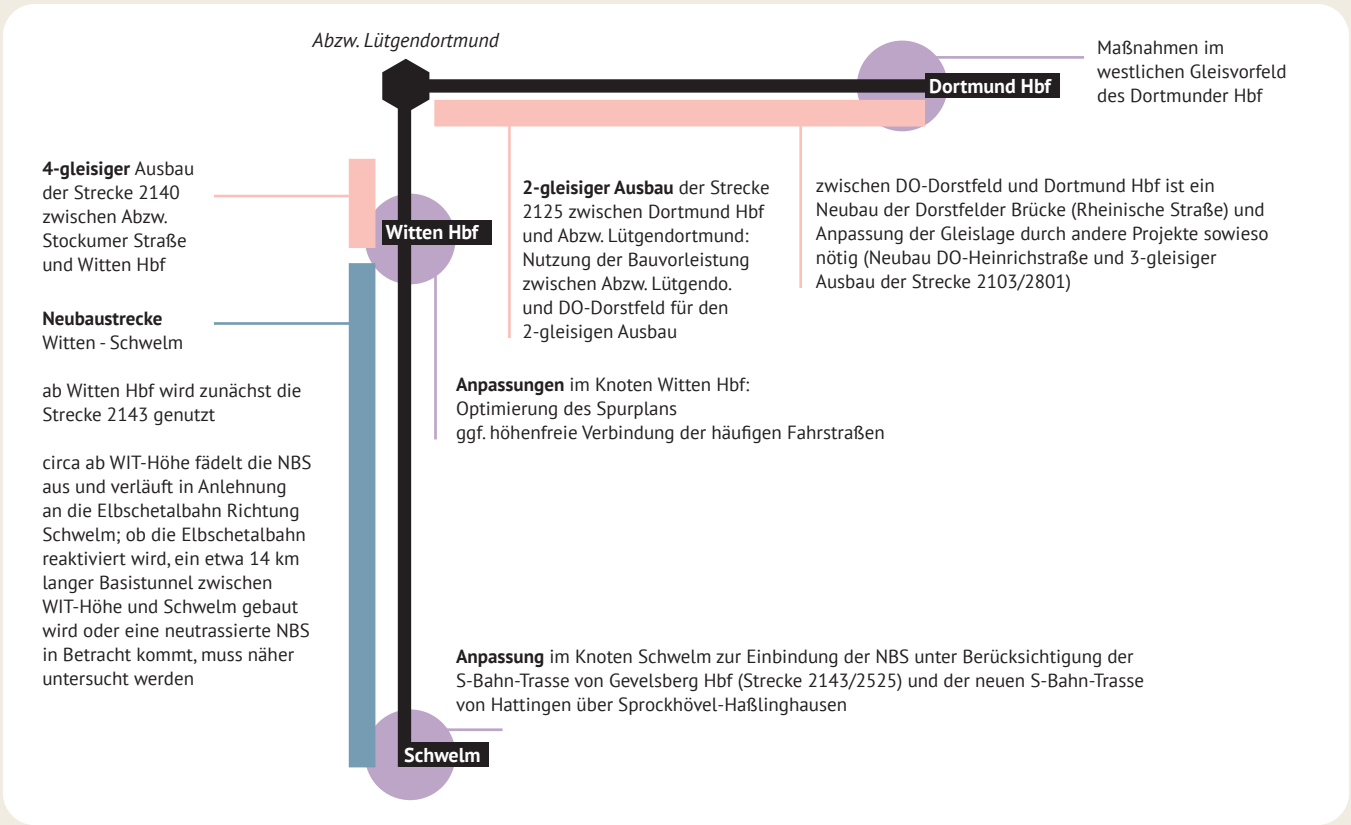 Abzw. Lütgendortmund
Dortmund Hbf
Maßnahmen im
westlichen Gleisvorfeld
des Dortmunder Hbf
4-gleisiger Ausbau
der Strecke 2140
zwischen Abzw.
Stockumer Straße
und Witten Hbf
Witten Hbf
2-gleisiger Ausbau der Strecke
2125 zwischen Dortmund Hbf
und Abzw. Lütgendortmund:
Nutzung der Bauvorleistung
zwischen Abzw. Lütgendo.
und DO-Dorstfeld für den
2-gleisigen Ausbau
zwischen DO-Dorstfeld und Dortmund Hbf ist ein
Neubau der Dorstfelder Brücke (Rheinische Straße) und
Anpassung der Gleislage durch andere Projekte sowieso
nötig (Neubau DO-Heinrichstraße und 3-gleisiger
Ausbau der Strecke 2103/2801)
Neubaustrecke
Witten - Schwelm
ab Witten Hbf wird zunächst die
Strecke 2143 genutzt
circa ab WIT-Höhe fädelt die NBS
aus und verläuft in Anlehnung
an die Elbschetalbahn Richtung
Schwelm; ob die Elbschetalbahn
reaktiviert wird, ein etwa 14 km
langer Basistunnel zwischen
WIT-Höhe und Schwelm gebaut
wird oder eine neutrassierte NBS
in Betracht kommt, muss näher
untersucht werden
Anpassungen im Knoten Witten Hbf:
Optimierung des Spurplans
ggf. höhenfreie Verbindung der häufigen Fahrstraßen
Anpassung im Knoten Schwelm zur Einbindung der NBS unter Berücksichtigung der
S-Bahn-Trasse von Gevelsberg Hbf (Strecke 2143/2525) und der neuen S-Bahn-Trasse
von Hattingen über Sprockhövel-Haßlinghausen
Schwelm